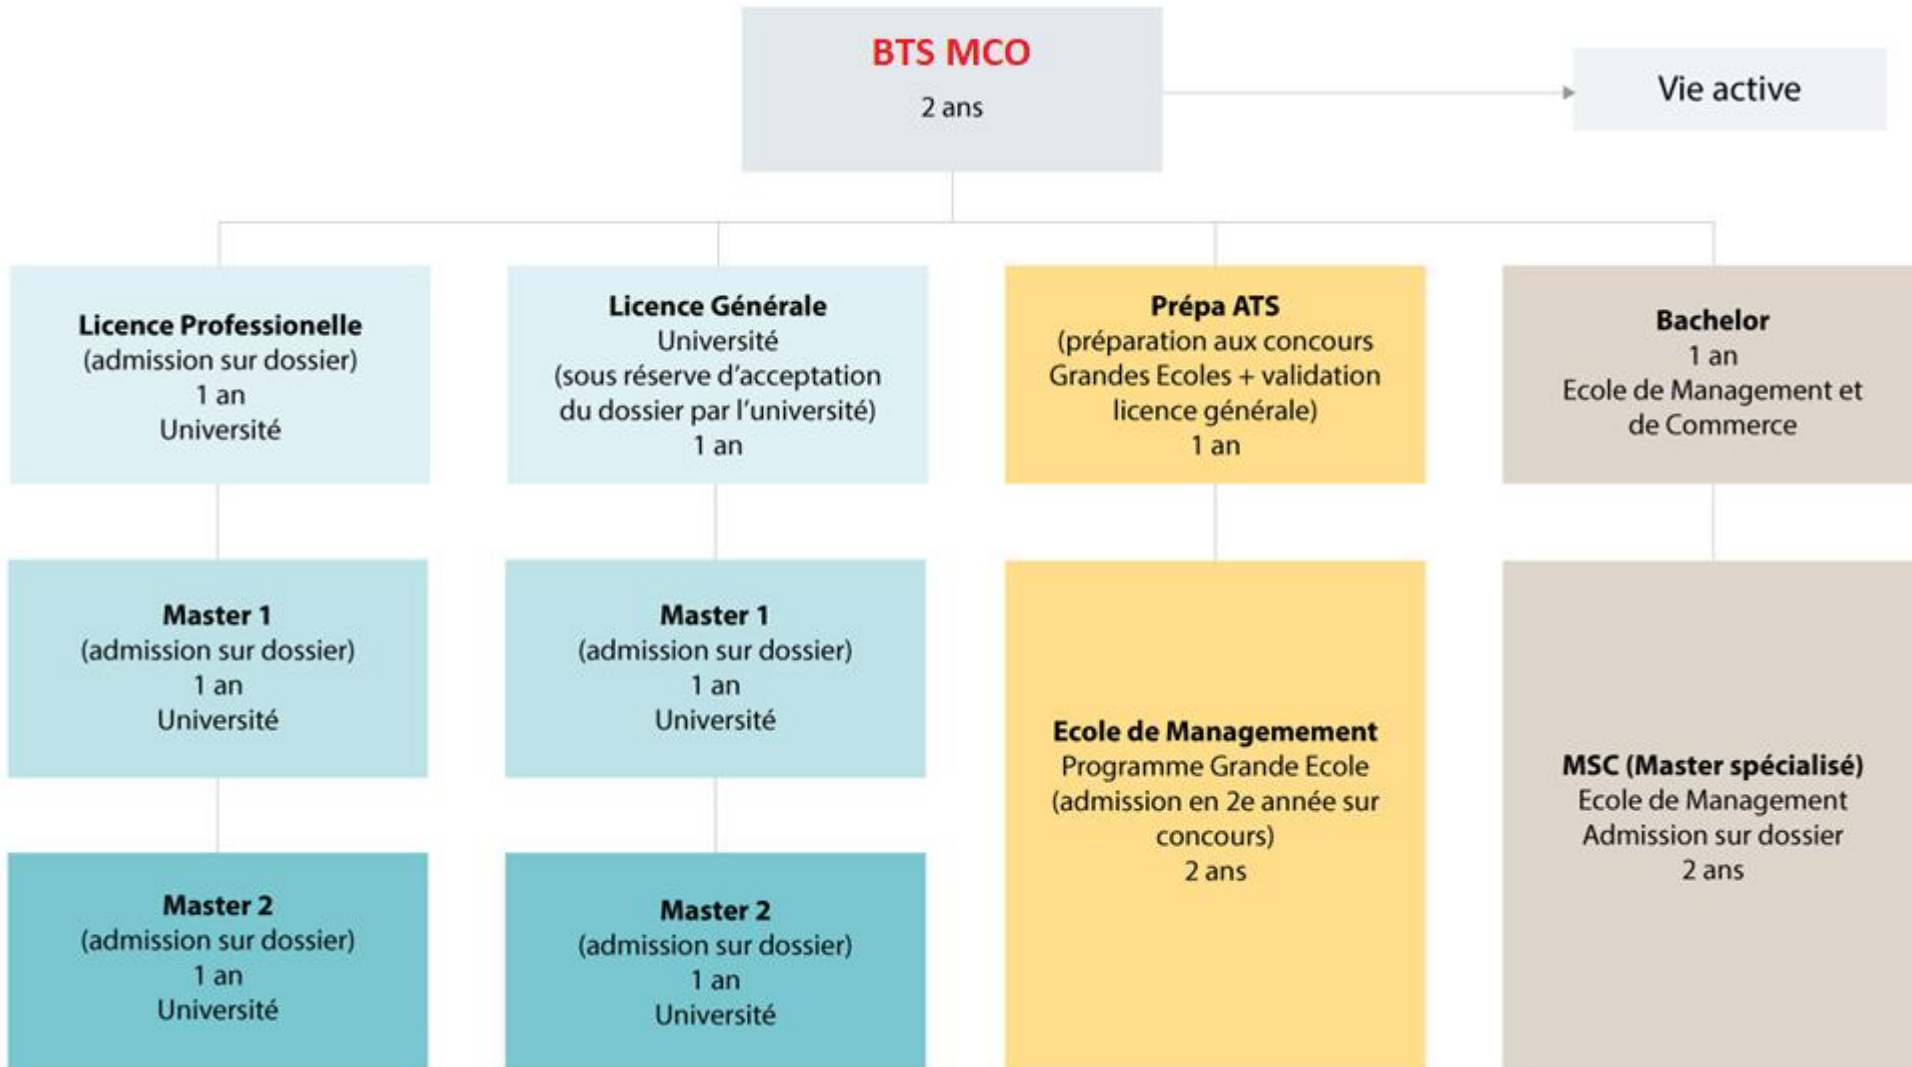 BTS MCO
2 ans
Vie active
Licence Professionelle
(admission sur dossier)
1 an
Université
Licence Générale
Université
(sous réserve d'acceptation
du dossier par l'université)
1 an
Prépa ATS
(préparation aux concours
Grandes Ecoles + validation
licence générale)
1 an
Bachelor
1 an
Ecole de Management et
de Commerce
Master 1
(admission sur dossier)
1 an
Université
Master 1
(admission sur dossier)
1 an
Université
Ecole de Managemement
Programme Grande Ecole
(admission en 2e année sur
concours)
2 ans
MSC (Master spécialisé)
Ecole de Management
Admission sur dossier
2 ans
Master 2
(admission sur dossier)
1 an
Université
Master 2
(admission sur dossier)
1 an
Université